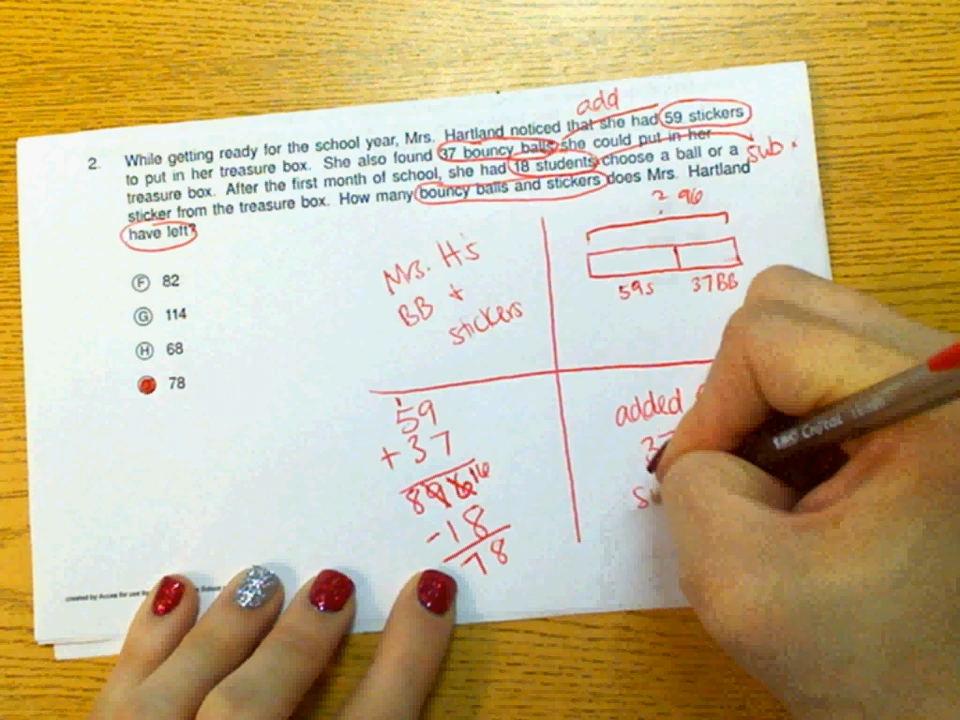 add
2. While getting ready for the school year, Mrs. Hartland noticed that she had 59 stickers
to put in her treasure box. She also found 37 bouncy balls she could put in her
sub.
treasure box. After the first month of school, she had 18 students choose a ball or a
sticker from the treasure box. How many bouncy balls and stickers does Mrs. Hartland
have left?
F 82
G 114
H 68
78
Mrs. H's
BB +
stickers
? 96
59s 37BB
59
+ 37
- 18
78
added